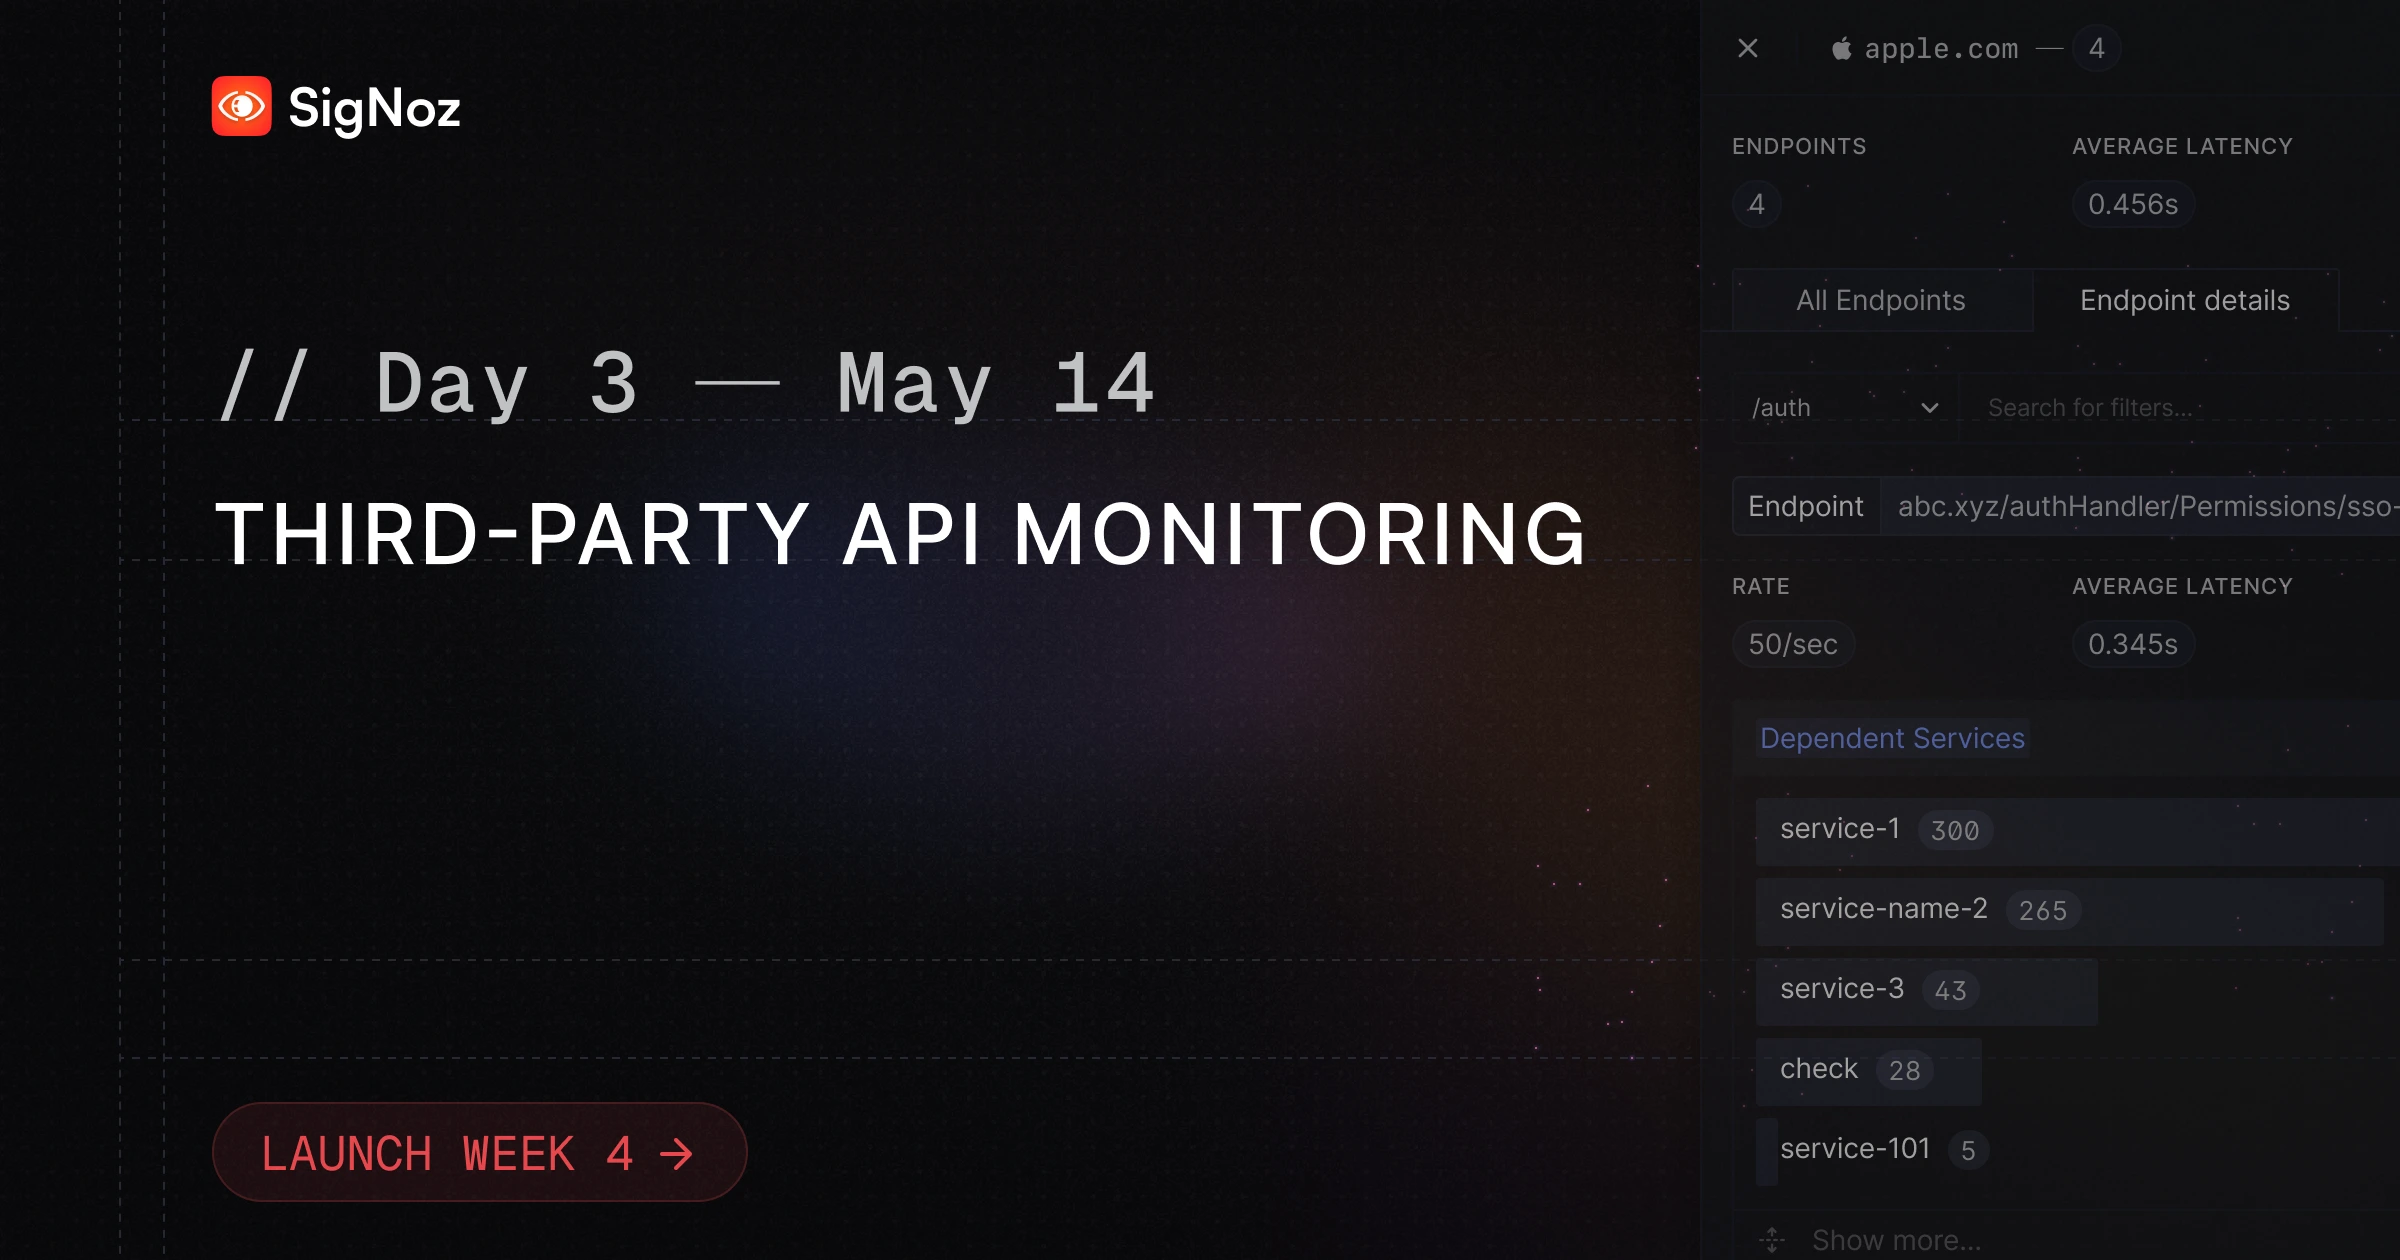 SigNoz
// Day 3 — May 14
THIRD-PARTY API MONITORING
LAUNCH WEEK 4 →
apple.com — 4
ENDPOINTS AVERAGE LATENCY
4 0.456s
All Endpoints Endpoint details
/auth Search for filters...
Endpoint abc.xyz/authHandler/Permissions/sso-
RATE AVERAGE LATENCY
50/sec 0.345s
Dependent Services
service-1 300
service-name-2 265
service-3 43
check 28
service-101 5
Show more...